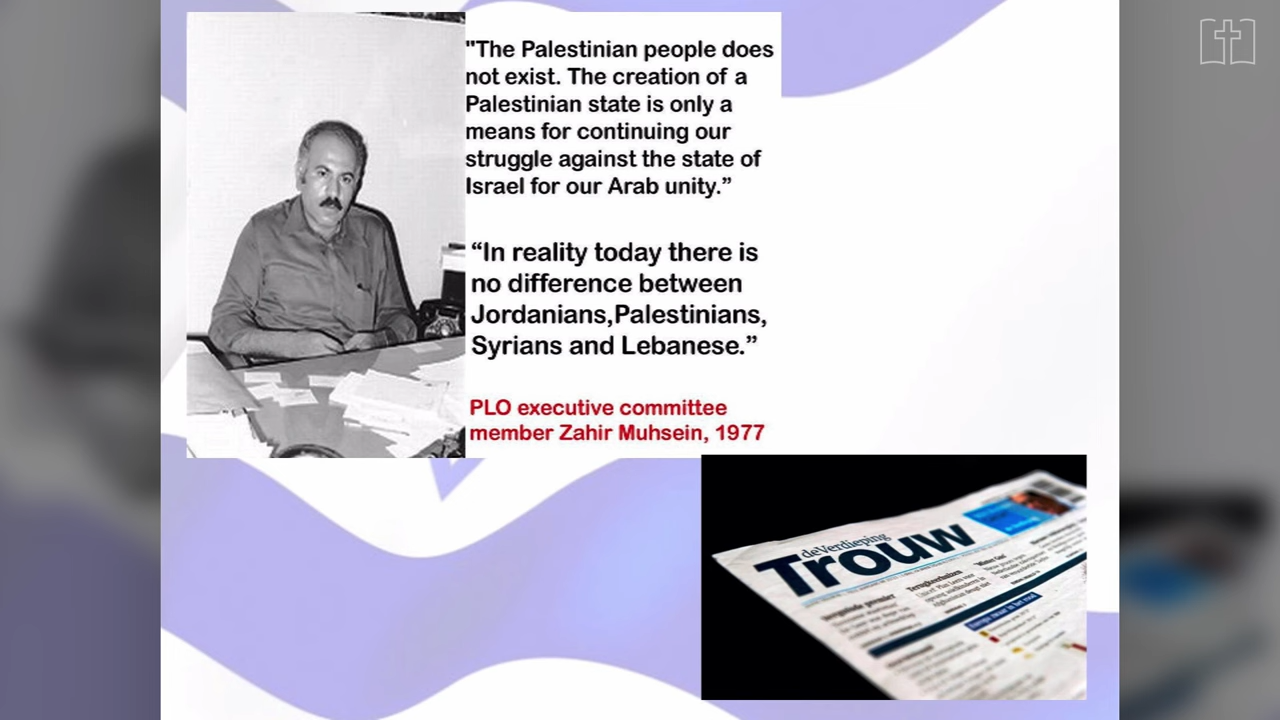 "The Palestinian people does
not exist. The creation of a
Palestinian state is only a
means for continuing our
struggle against the state of
Israel for our Arab unity.”
“In reality today there is
no difference between
Jordanians,Palestinians,
Syrians and Lebanese.”
PLO executive committee
member Zahir Muhsein, 1977
deVerdieping
Trouw